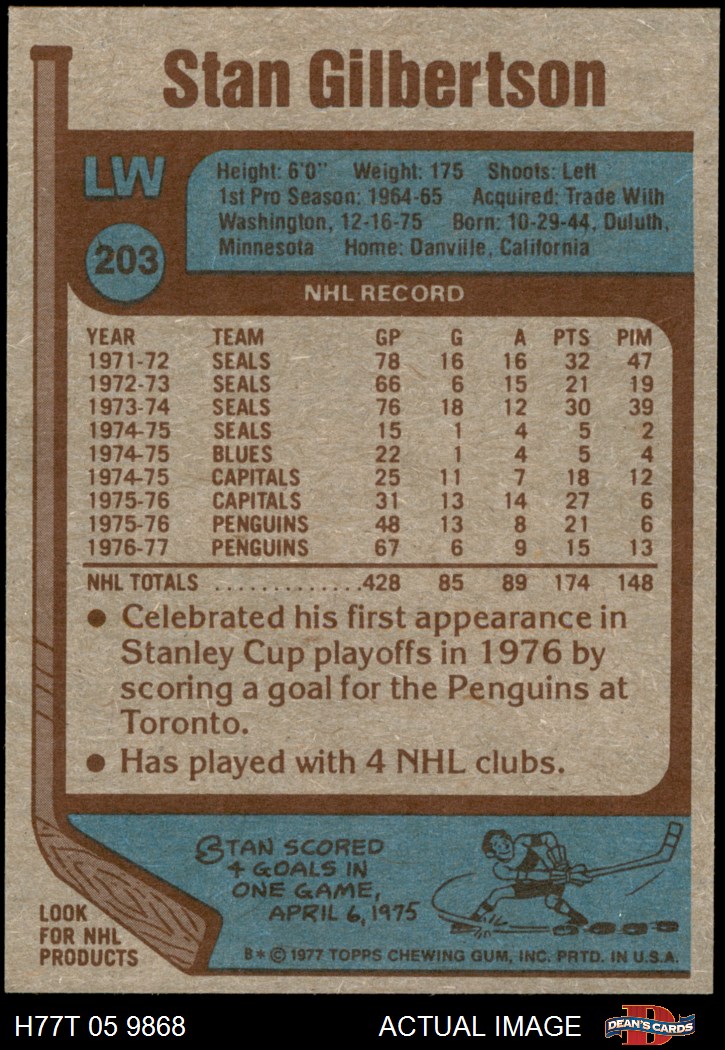 Stan Gilbertson
LW
203
Height: 6'0" Weight: 175 Shoots: Left
1st Pro Season: 1964-65 Acquired: Trade With
Washington, 12-16-75 Born: 10-29-44, Duluth,
Minnesota Home: Danville, California
NHL RECORD
YEAR TEAM GP G A PTS PIM
1971-72 SEALS 78 16 16 32 47
1972-73 SEALS 66 6 15 21 19
1973-74 SEALS 76 18 12 30 39
1974-75 SEALS 15 1 4 5 2
1974-75 BLUES 22 1 4 5 4
1974-75 CAPITALS 25 11 7 18 12
1975-76 CAPITALS 31 13 14 27 6
1975-76 PENGUINS 48 13 8 21 6
1976-77 PENGUINS 67 6 9 15 13
NHL TOTALS ..............428 85 89 174 148
● Celebrated his first appearance in
Stanley Cup playoffs in 1976 by
scoring a goal for the Penguins at
Toronto.
● Has played with 4 NHL clubs.
STAN SCORED
4 GOALS IN
ONE GAME,
APRIL 6, 1975
LOOK
FOR NHL
PRODUCTS
B* © 1977 TOPPS CHEWING GUM, INC. PRTD. IN U.S.A.
H77T 05 9868 ACTUAL IMAGE
DEAN'S CARDS